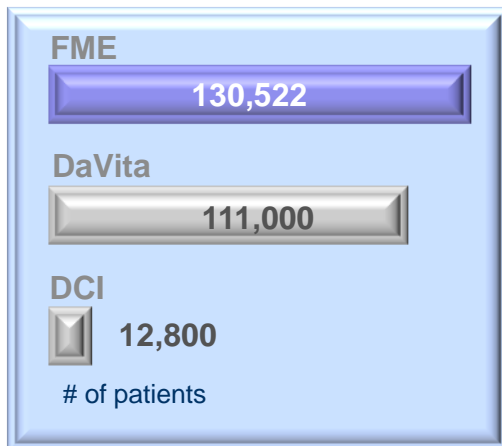 FME
130,522
DaVita
111,000
DCI
12,800
# of patients